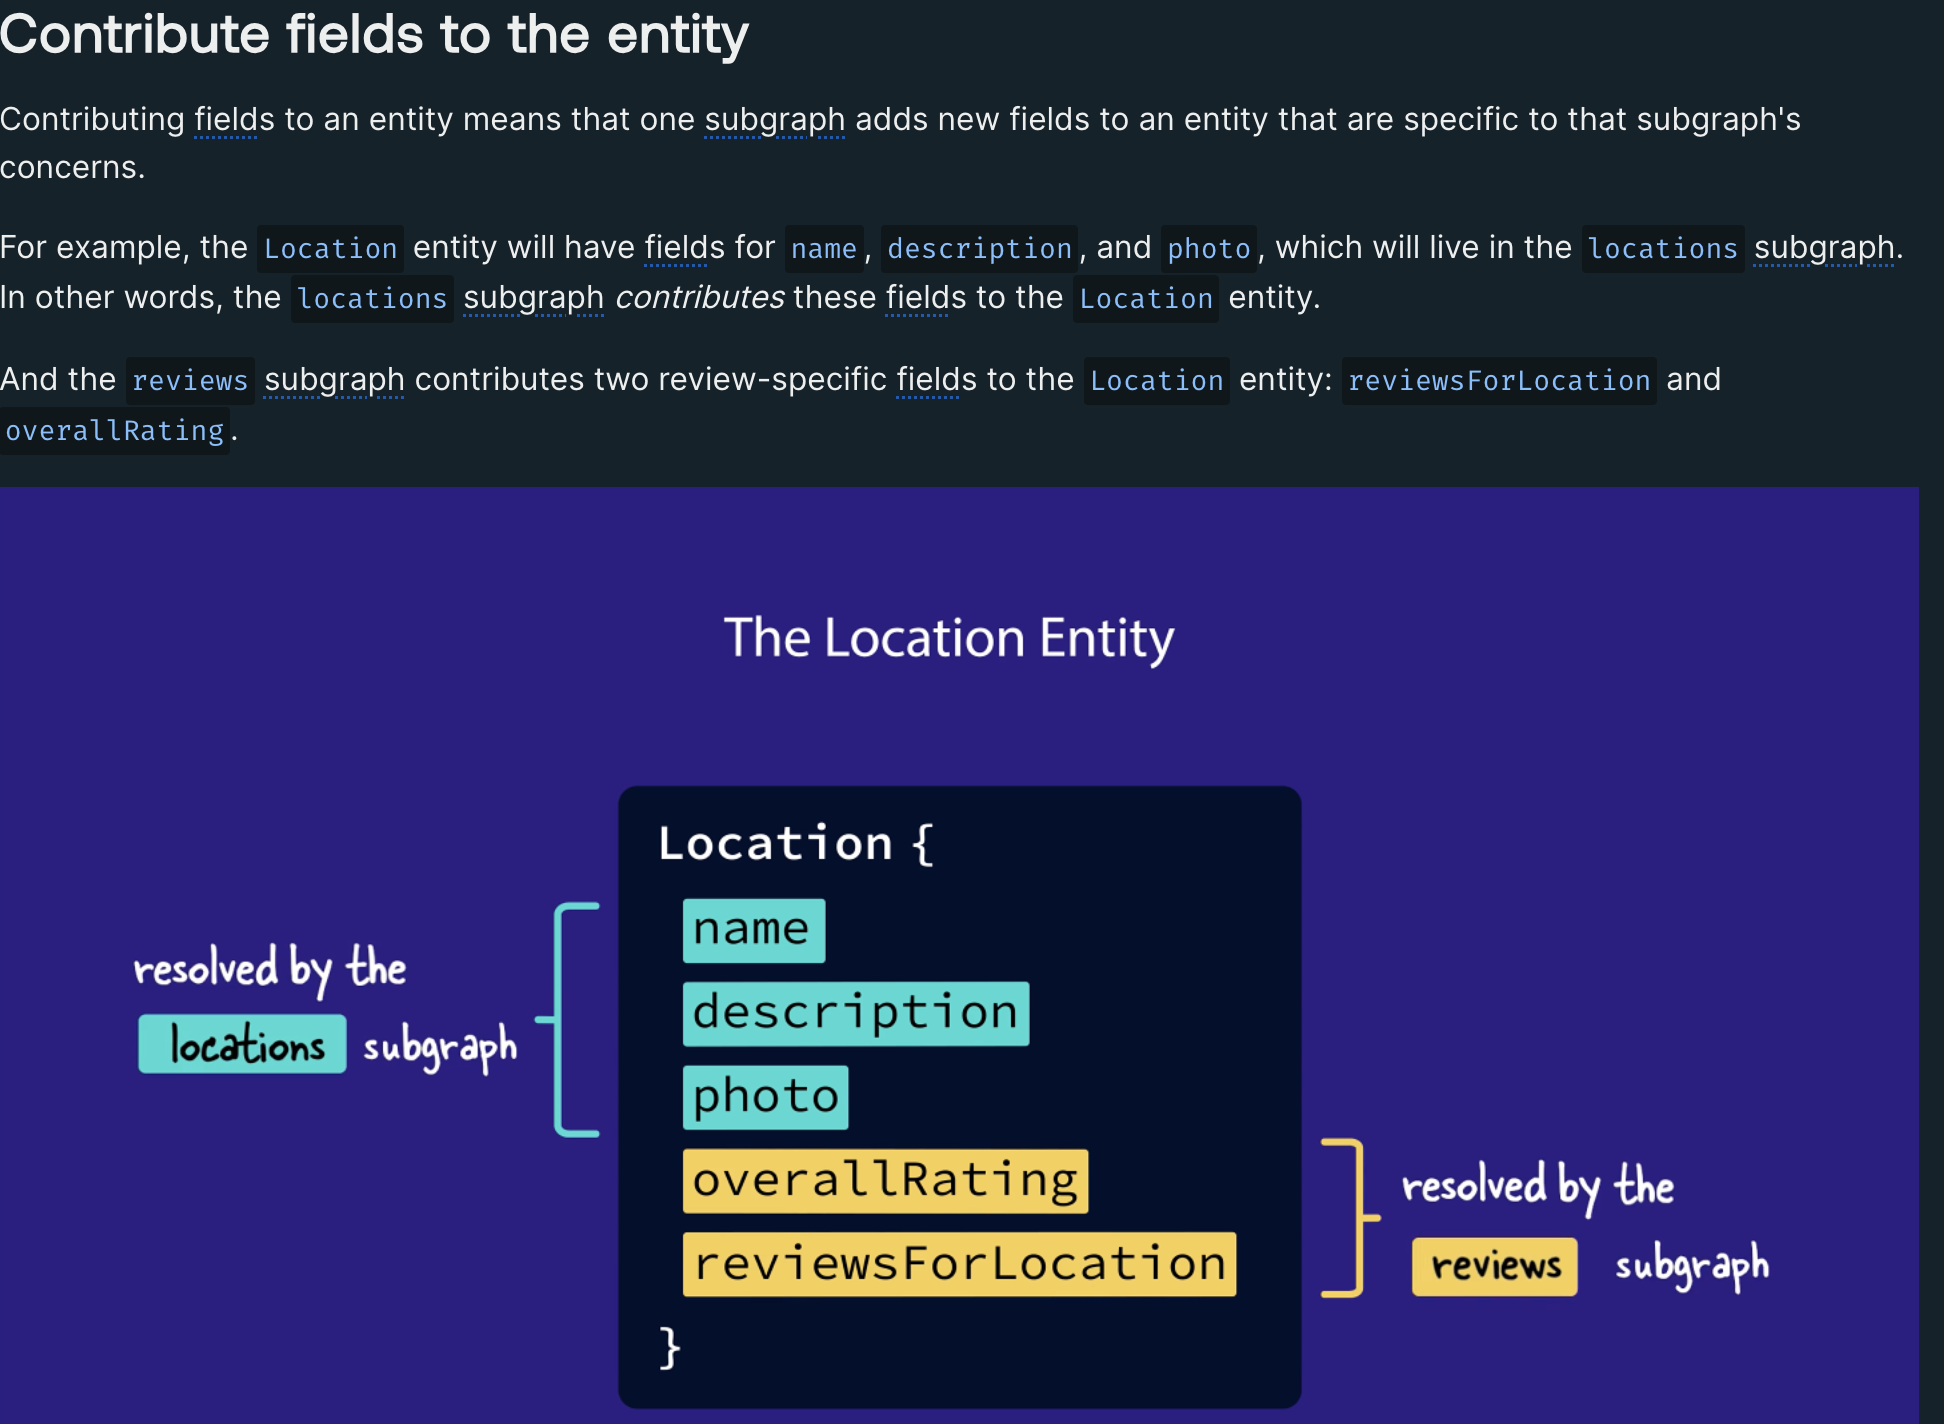 Contribute fields to the entity
Contributing fields to an entity means that one subgraph adds new fields to an entity that are specific to that subgraph's
concerns.
For example, the Location entity will have fields for name, description, and photo, which will live in the locations subgraph.
In other words, the locations subgraph contributes these fields to the Location entity.
And the reviews subgraph contributes two review-specific fields to the Location entity: reviewsForLocation and
overallRating.
The Location Entity
Location {
name
description
photo
overallRating
reviewsForLocation
}
resolved by the
locations subgraph
resolved by the
reviews subgraph